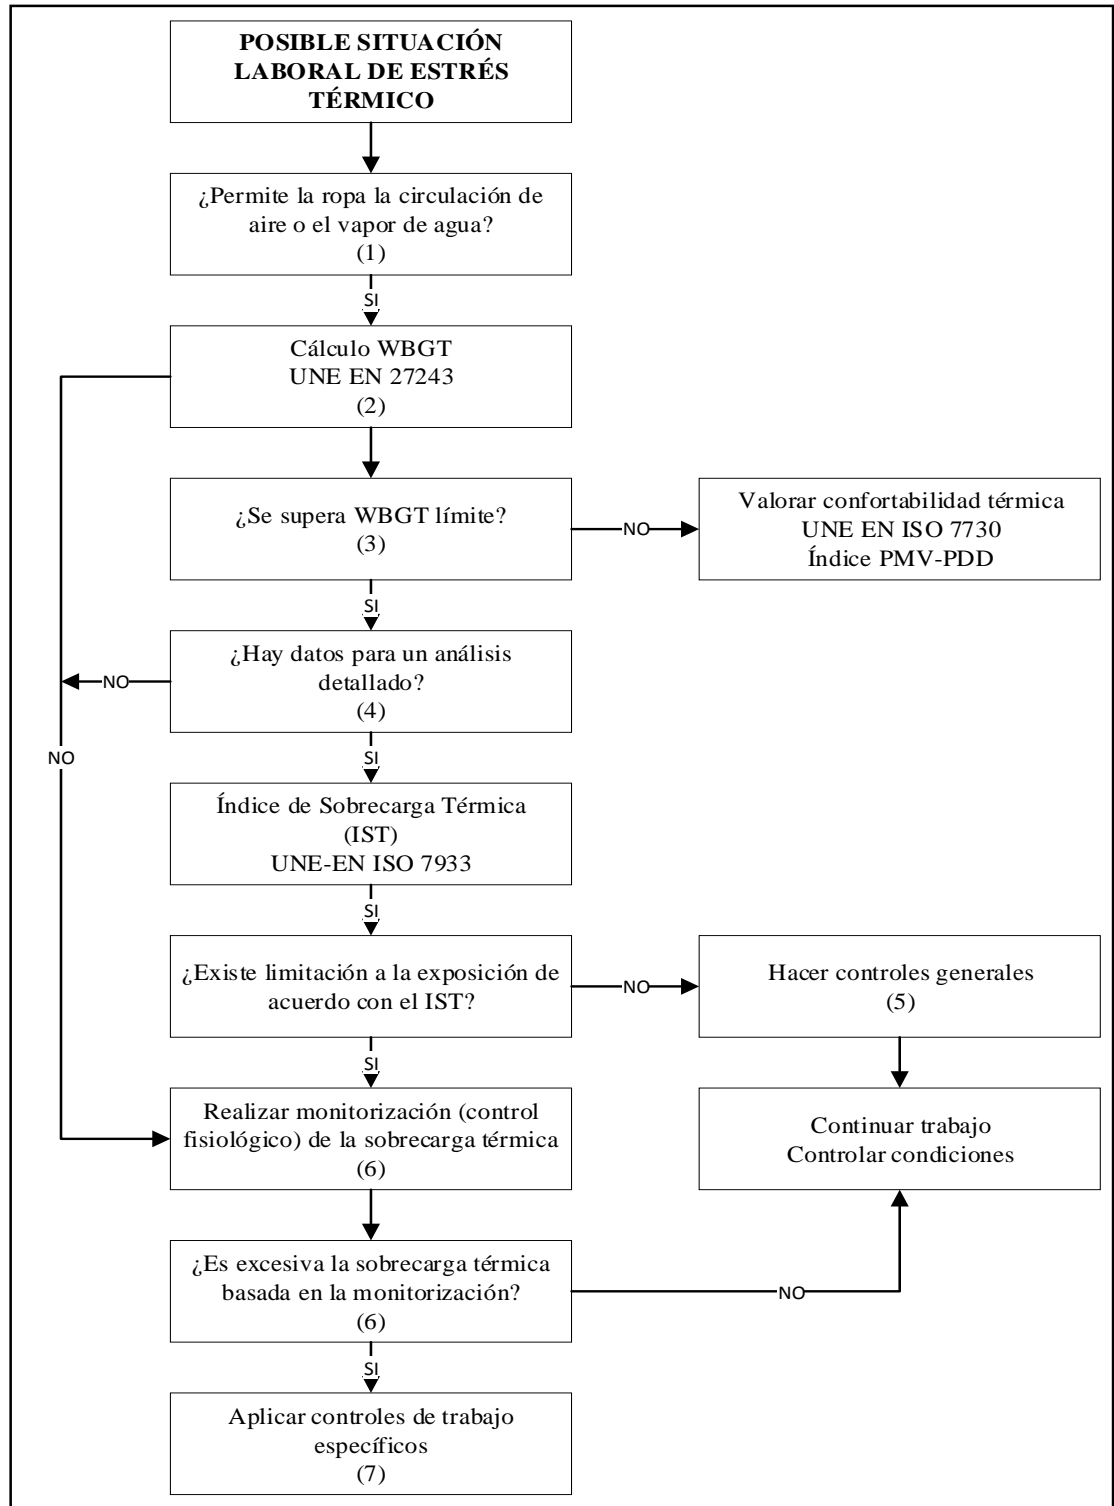 POSIBLE SITUACIÓN
LABORAL DE ESTRÉS
TÉRMICO
¿Permite la ropa la circulación de
aire o el vapor de agua?
(1)
SI
Cálculo WBGT
UNE EN 27243
(2)
¿Se supera WBGT límite?
(3)
NO
Valorar confortabilidad térmica
UNE EN ISO 7730
Índice PMV-PDD
SI
¿Hay datos para un análisis
detallado?
(4)
NO
NO
SI
Índice de Sobrecarga Térmica
(IST)
UNE-EN ISO 7933
SI
¿Existe limitación a la exposición de
acuerdo con el IST?
NO
Hacer controles generales
(5)
SI
Realizar monitorización (control
fisiológico) de la sobrecarga térmica
(6)
Continuar trabajo
Controlar condiciones
¿Es excesiva la sobrecarga térmica
basada en la monitorización?
(6)
NO
SI
Aplicar controles de trabajo
específicos
(7)